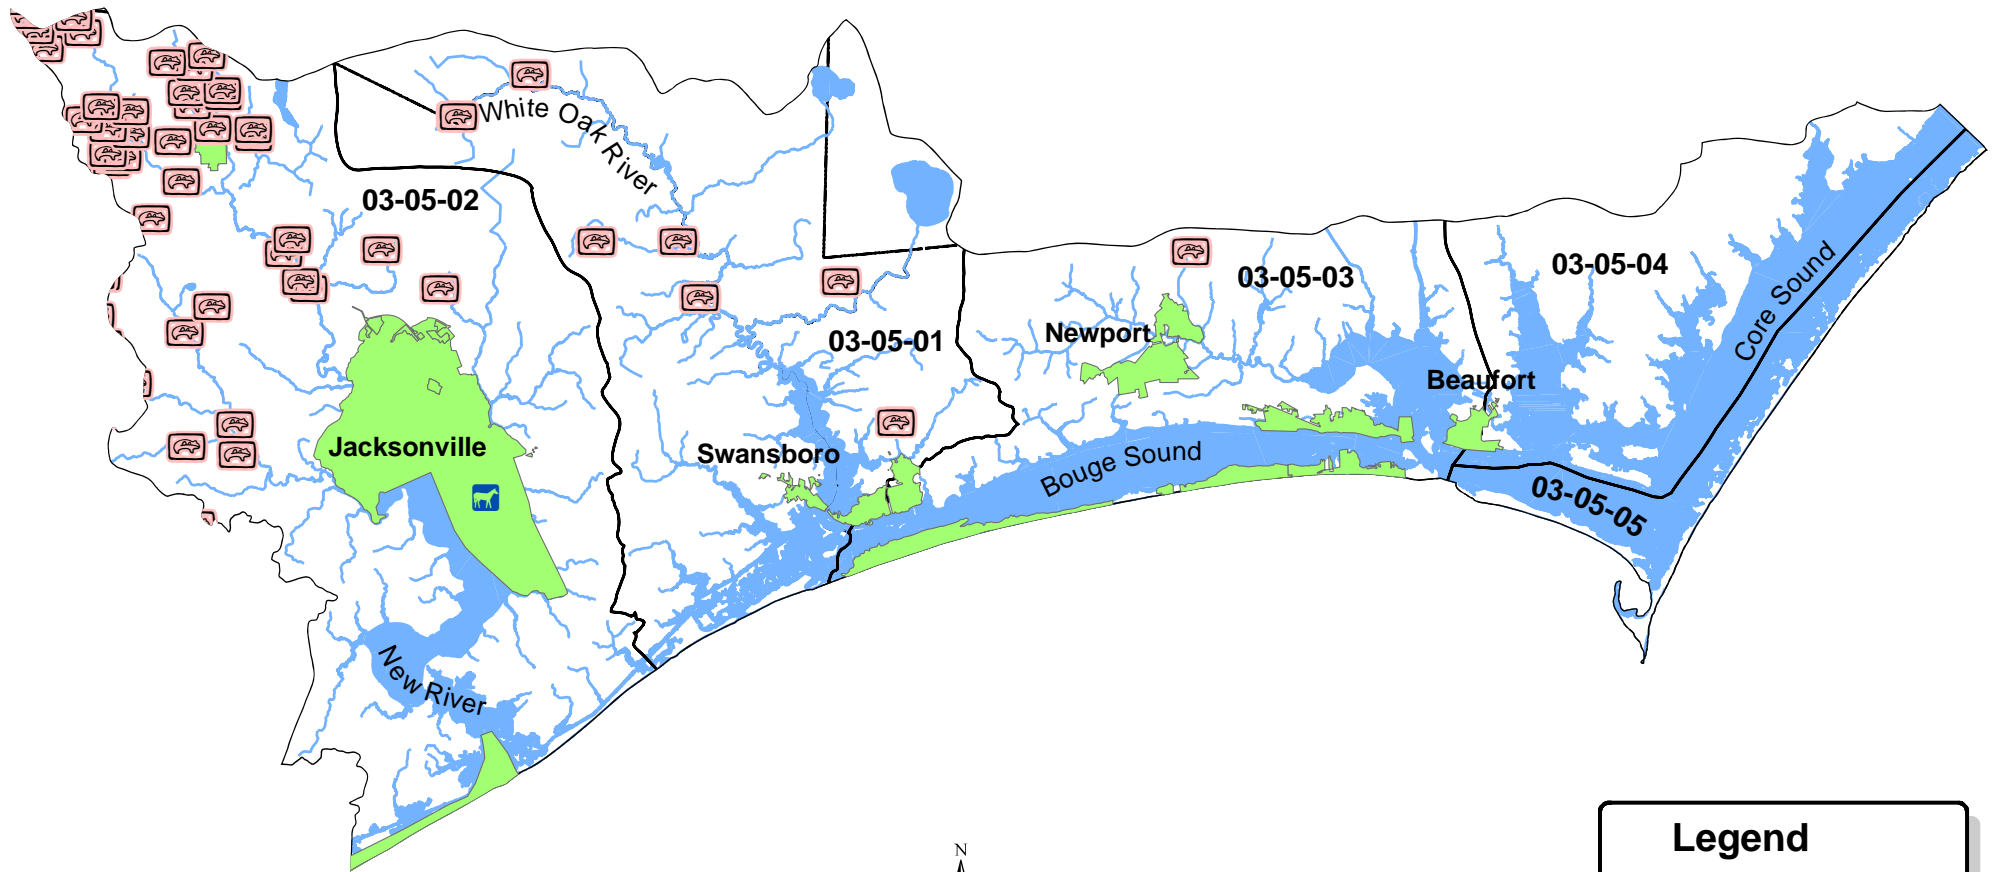 White Oak River
03-05-02
03-05-04
03-05-03
Core Sound
Newport
03-05-01
Beaufort
Jacksonville
Swansboro
Bouge Sound
03-05-05
New River
Legend
N